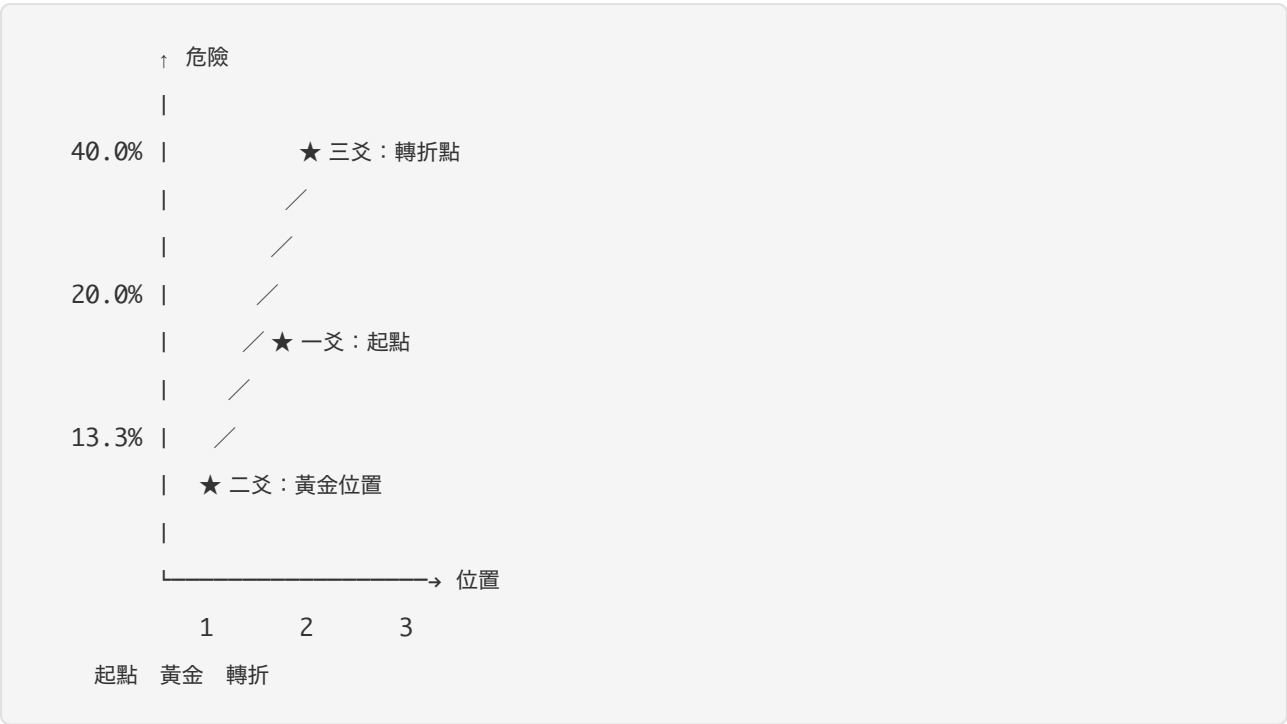 ↑ 危險
|
40.0% | ★ 三爻：轉折點
| ／
| ／
20.0% | ／
| ／ ★ 一爻：起點
| ／
13.3% | ／
| ★ 二爻：黃金位置
|
└──────────────────→ 位置
1 2 3
起點 黃金 轉折